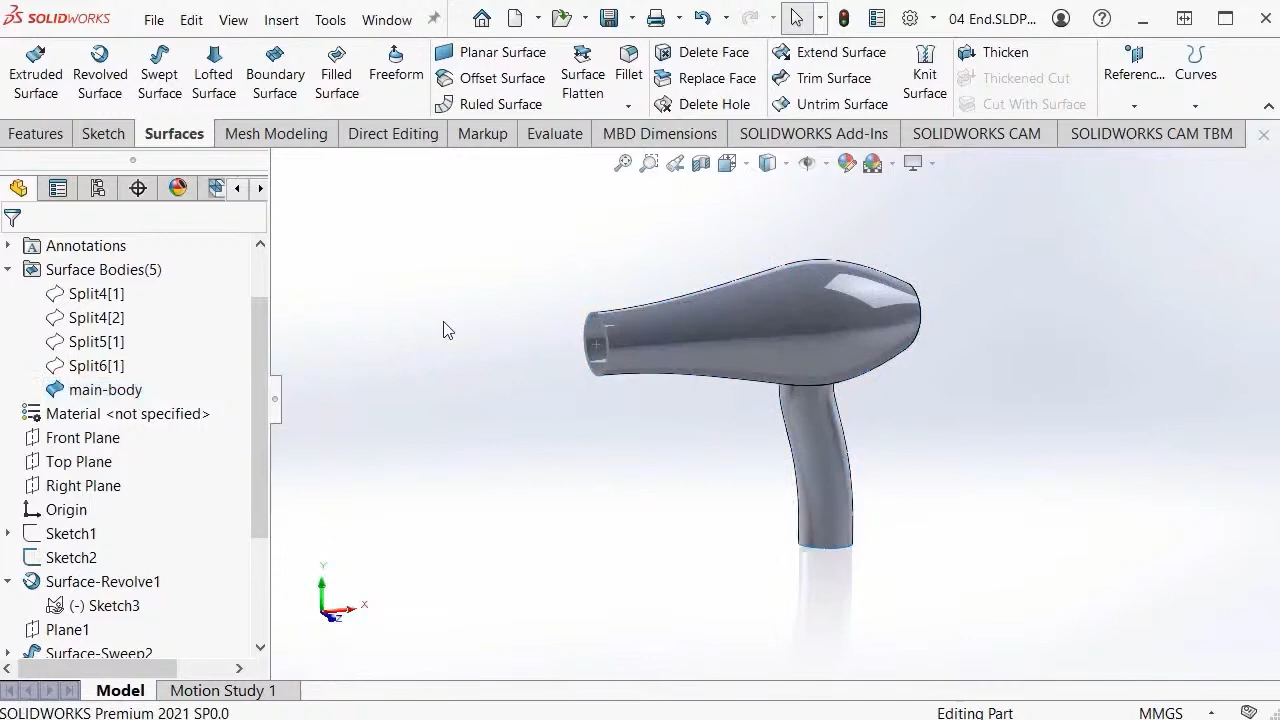 SOLIDWORKS File Edit View Insert Tools Window 04 End.SLDP...
Extruded Surface
Revolved Surface
Swept Surface
Lofted Surface
Boundary Surface
Filled Surface
Freeform
Planar Surface
Offset Surface
Ruled Surface
Surface Flatten
Fillet
Delete Face
Replace Face
Delete Hole
Extend Surface
Trim Surface
Untrim Surface
Knit Surface
Thicken
Thickened Cut
Cut With Surface
Referenc...
Curves
Features Sketch Surfaces Mesh Modeling Direct Editing Markup Evaluate MBD Dimensions SOLIDWORKS Add-Ins SOLIDWORKS CAM SOLIDWORKS CAM TBM
Annotations
Surface Bodies(5)
Split4[1]
Split4[2]
Split5[1]
Split6[1]
main-body
Material <not specified>
Front Plane
Top Plane
Right Plane
Origin
Sketch1
Sketch2
Surface-Revolve1
(-) Sketch3
Plane1
Surface-Sweep2
Y
X
Z
Model Motion Study 1
SOLIDWORKS Premium 2021 SP0.0 Editing Part MMGS